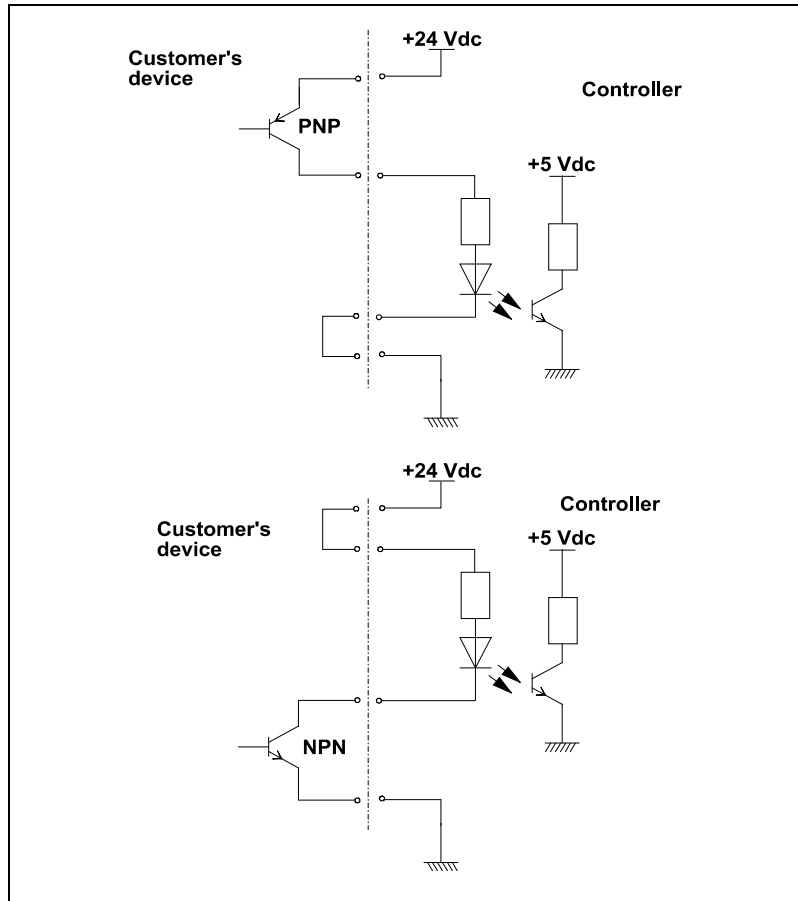 +24 Vdc
Customer's
device
Controller
PNP
+5 Vdc
+24 Vdc
Controller
Customer's
device
+5 Vdc
NPN